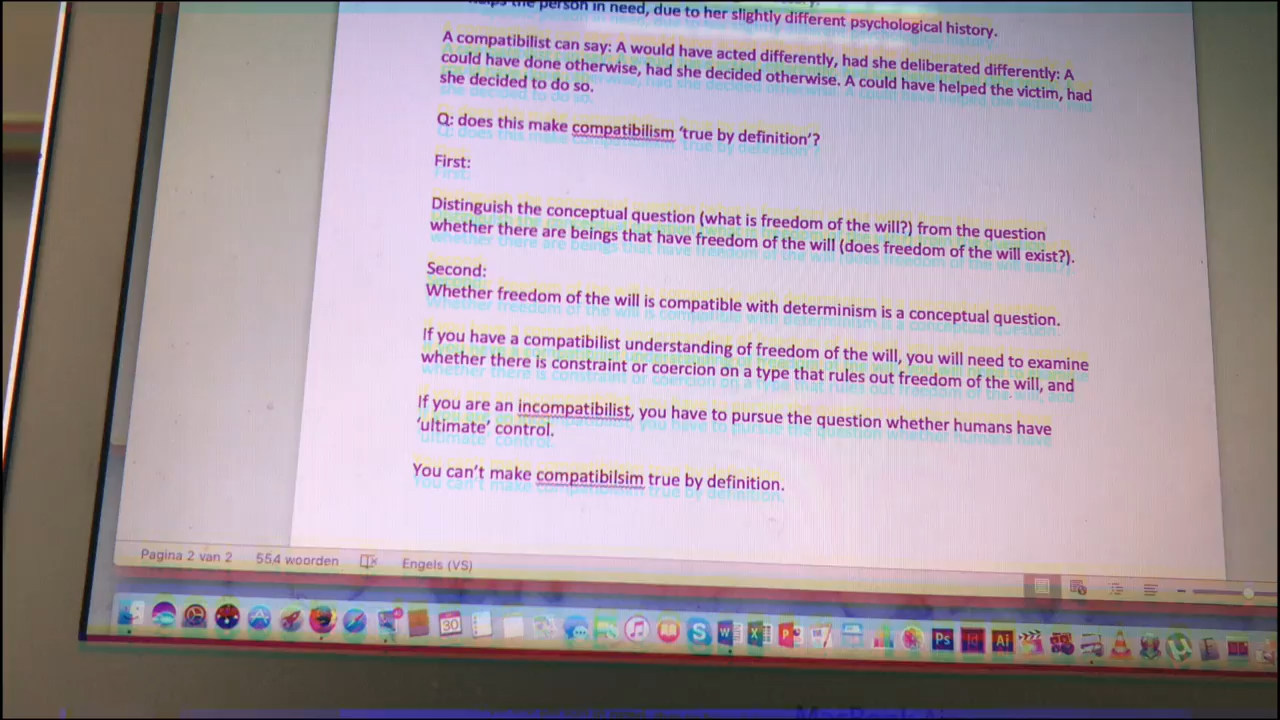 the person in need, due to her slightly different psychological history.
A compatibilist can say: A would have acted differently, had she deliberated differently: A
could have done otherwise, had she decided otherwise. A could have helped the victim, had
she decided to do so.
Q: does this make compatibilism ‘true by definition’?
First:
Distinguish the conceptual question (what is freedom of the will?) from the question
whether there are beings that have freedom of the will (does freedom of the will exist?).
Second:
Whether freedom of the will is compatible with determinism is a conceptual question.
If you have a compatibilist understanding of freedom of the will, you will need to examine
whether there is constraint or coercion on a type that rules out freedom of the will, and
If you are an incompatibilist, you have to pursue the question whether humans have
‘ultimate’ control.
You can’t make compatibilsim true by definition.
Pagina 2 van 2 554 woorden Engels (VS)
30 S W X P Ps Id Ai